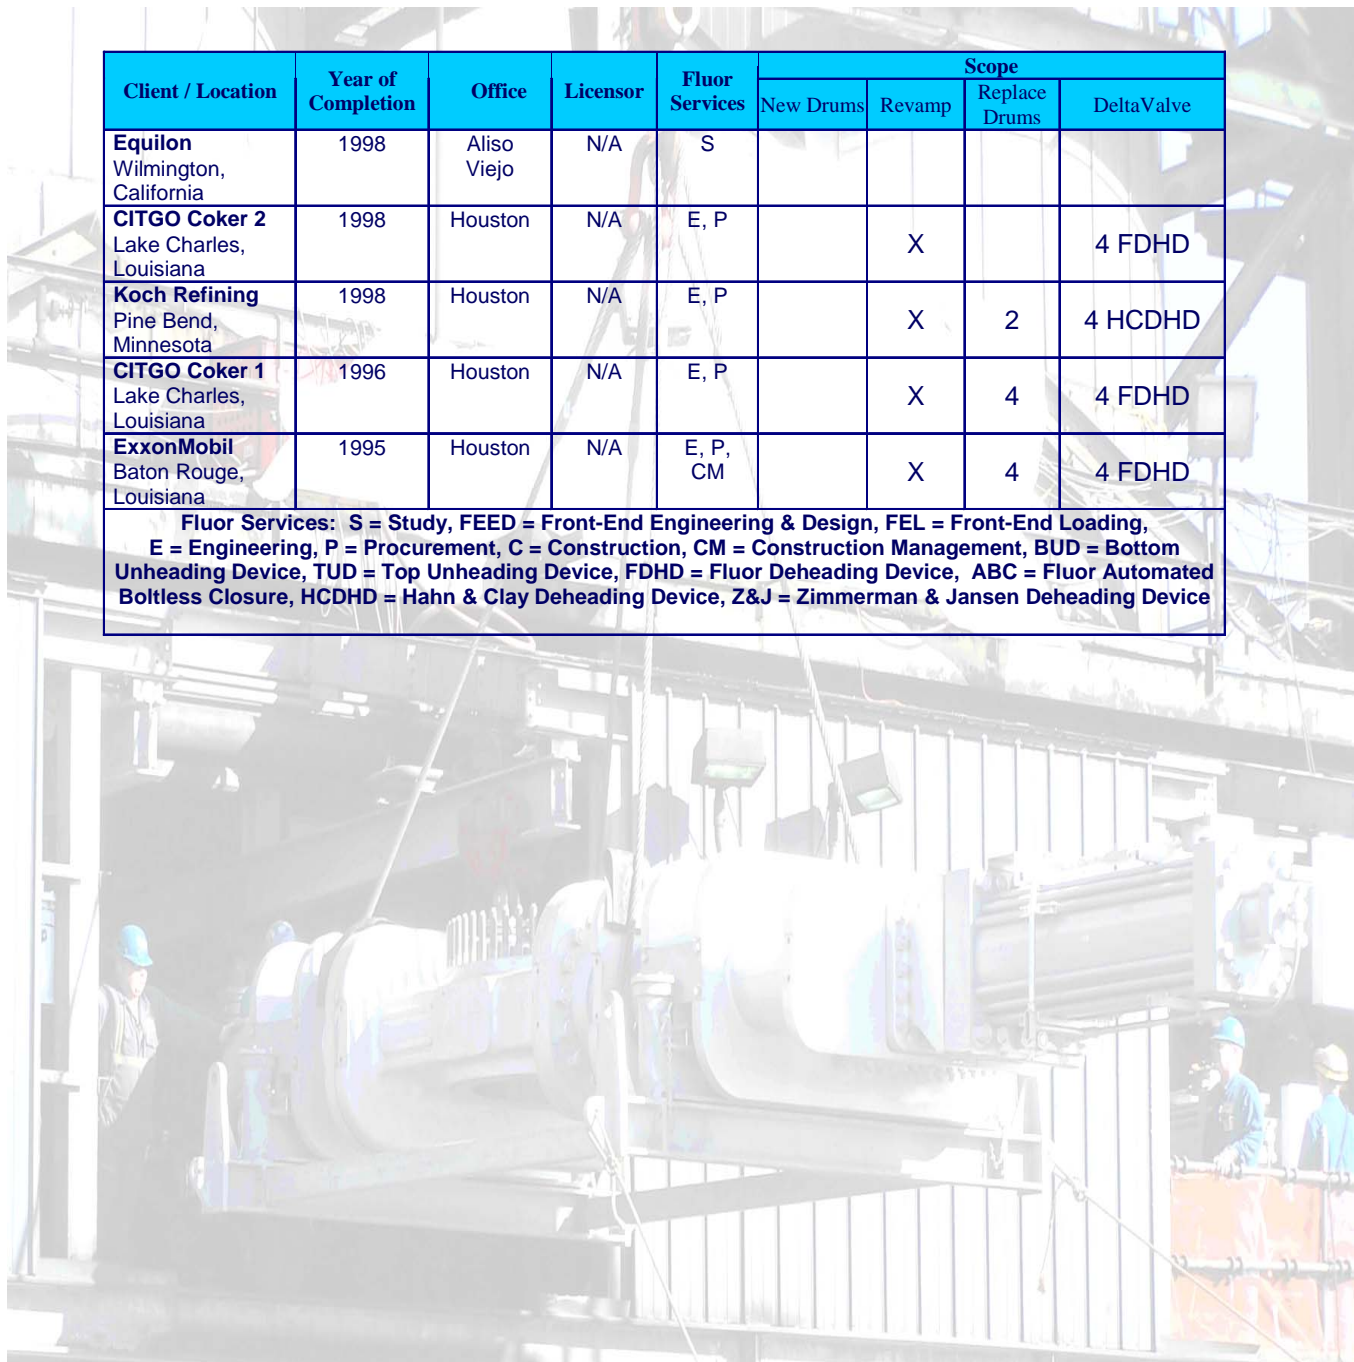 Client / Location
Year of
Completion
Office
Licensor
Fluor
Services
Scope
New Drums
Revamp
Replace
Drums
DeltaValve
Equilon
Wilmington,
California
1998
Aliso
Viejo
N/A
S
CITGO Coker 2
Lake Charles,
Louisiana
1998
Houston
N/A
E, P
X
4 FDHD
Koch Refining
Pine Bend,
Minnesota
1998
Houston
N/A
E, P
X
2
4 HCDHD
CITGO Coker 1
Lake Charles,
Louisiana
1996
Houston
N/A
E, P
X
4
4 FDHD
ExxonMobil
Baton Rouge,
Louisiana
1995
Houston
N/A
E, P,
CM
X
4
4 FDHD
Fluor Services:  S = Study, FEED = Front-End Engineering & Design, FEL = Front-End Loading,
E = Engineering, P = Procurement, C = Construction, CM = Construction Management, BUD = Bottom
Unheading Device, TUD = Top Unheading Device, FDHD = Fluor Deheading Device,  ABC = Fluor Automated
Boltless Closure, HCDHD = Hahn & Clay Deheading Device, Z&J = Zimmerman & Jansen Deheading Device